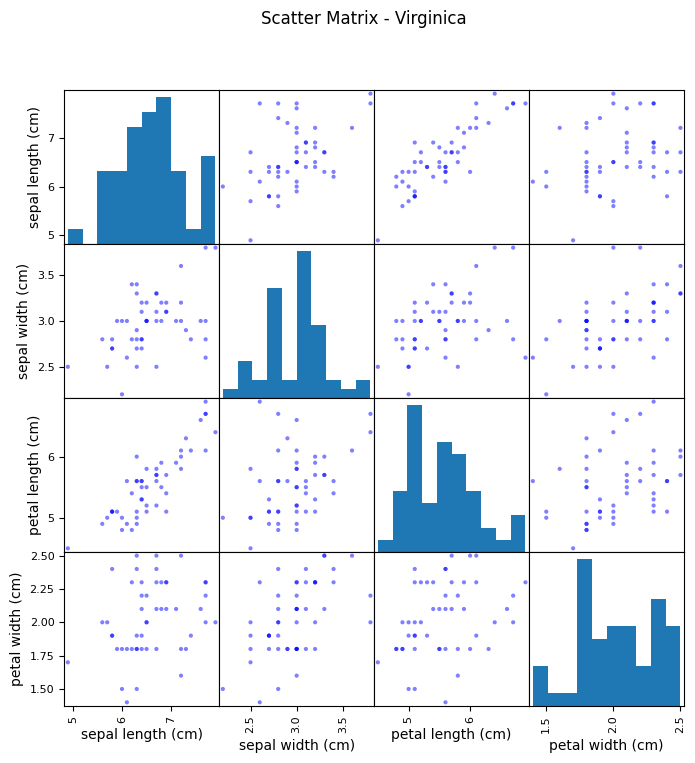 Scatter Matrix - Virginica
sepal length (cm)
7
6
5
sepal width (cm)
3.5
3.0
2.5
petal length (cm)
6
5
petal width (cm)
2.50
2.25
2.00
1.75
1.50
5 6 7
sepal length (cm)
2.5 3.0 3.5
sepal width (cm)
5 6
petal length (cm)
1.5 2.0 2.5
petal width (cm)